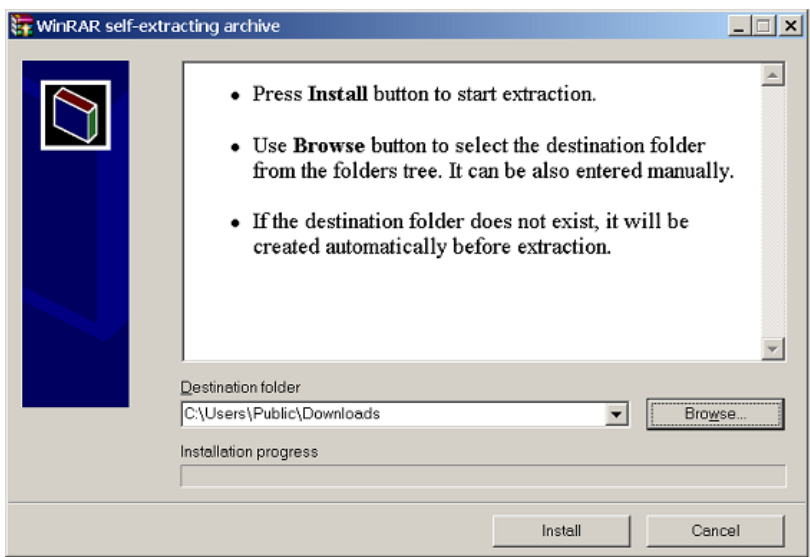 WinRAR self-extracting archive
• Press Install button to start extraction.
• Use Browse button to select the destination folder
from the folders tree. It can be also entered manually.
• If the destination folder does not exist, it will be
created automatically before extraction.
Destination folder
C:\Users\Public\Downloads
Browse...
Installation progress
Install
Cancel